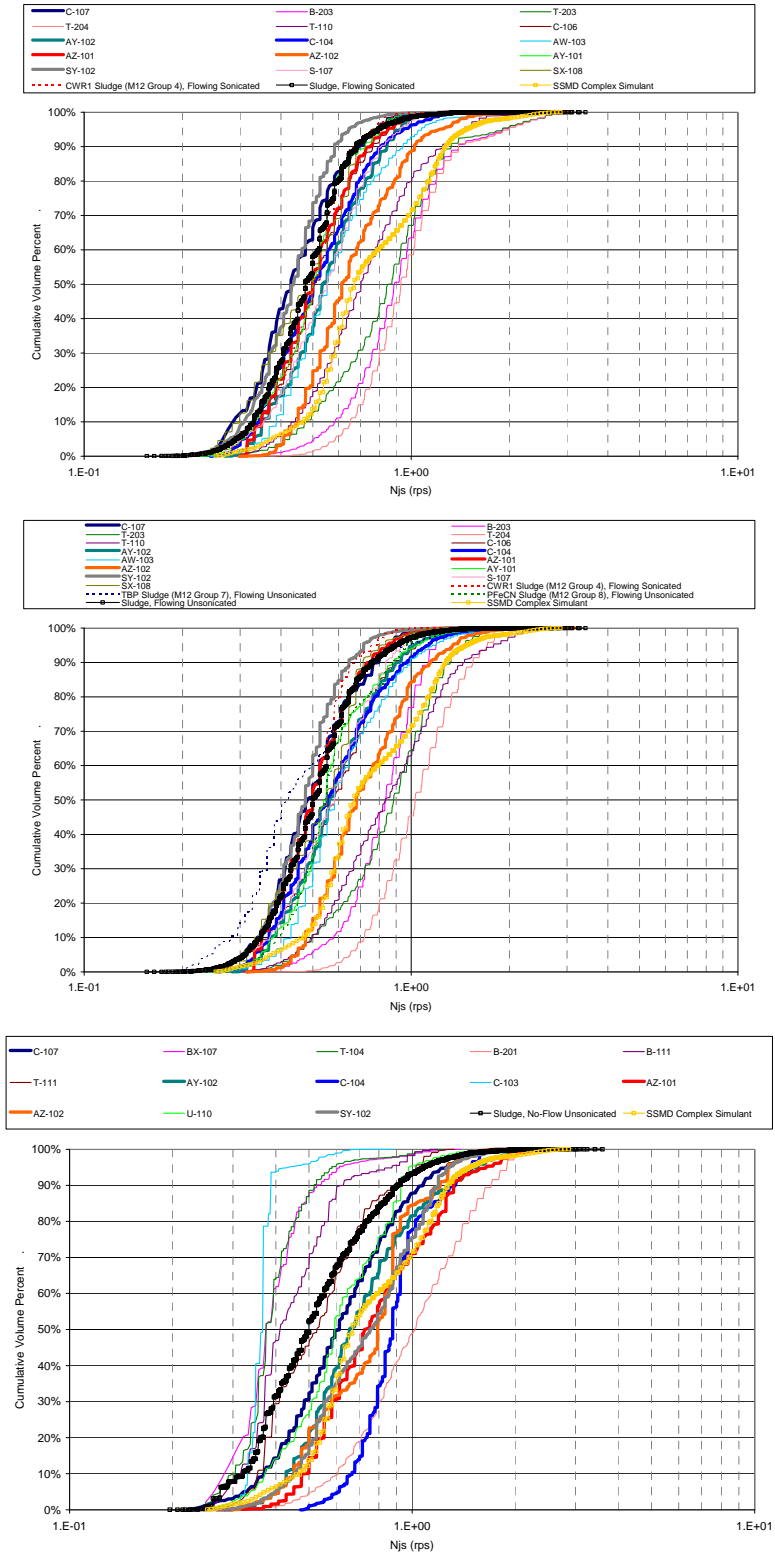 C-107 B-203 T-203
T-204 T-110 C-106
AY-102 C-104 AW-103
AZ-101 AZ-102 AY-101
SY-102 S-107 SX-108
CWR1 Sludge (M12 Group 4), Flowing Sonicated Sludge, Flowing Sonicated SSMD Complex Simulant
100%
90%
80%
70%
60%
50%
40%
30%
20%
10%
0%
Cumulative Volume Percent .
1.E-01 1.E+00 1.E+01
Njs (rps)
C-107 B-203
T-203 T-204
T-110 C-106
AY-102 C-104
AW-103 AZ-101
AZ-102 AY-101
SY-102 S-107
SX-108 CWR1 Sludge (M12 Group 4), Flowing Sonicated
TBP Sludge (M12 Group 7), Flowing Unsonicated PFeCN Sludge (M12 Group 8), Flowing Unsonicated
Sludge, Flowing Unsonicated SSMD Complex Simulant
100%
90%
80%
70%
60%
50%
40%
30%
20%
10%
0%
Cumulative Volume Percent .
1.E-01 1.E+00 1.E+01
Njs (rps)
C-107 BX-107 T-104 B-201 B-111
T-111 AY-102 C-104 C-103 AZ-101
AZ-102 U-110 SY-102 Sludge, No-Flow Unsonicated SSMD Complex Simulant
100%
90%
80%
70%
60%
50%
40%
30%
20%
10%
0%
Cumulative Volume Percent .
1.E-01 1.E+00 1.E+01
Njs (rps)